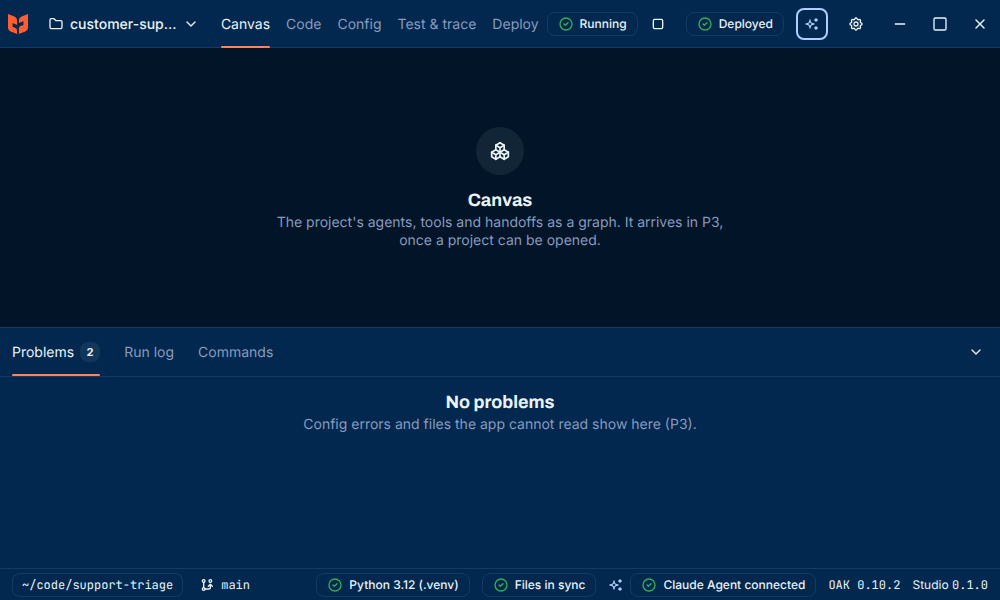 customer-sup... Canvas Code Config Test & trace Deploy Running Deployed
Canvas
The project's agents, tools and handoffs as a graph. It arrives in P3,
once a project can be opened.
Problems 2 Run log Commands
No problems
Config errors and files the app cannot read show here (P3).
~/code/support-triage main Python 3.12 (.venv) Files in sync Claude Agent connected OAK 0.10.2 Studio 0.1.0